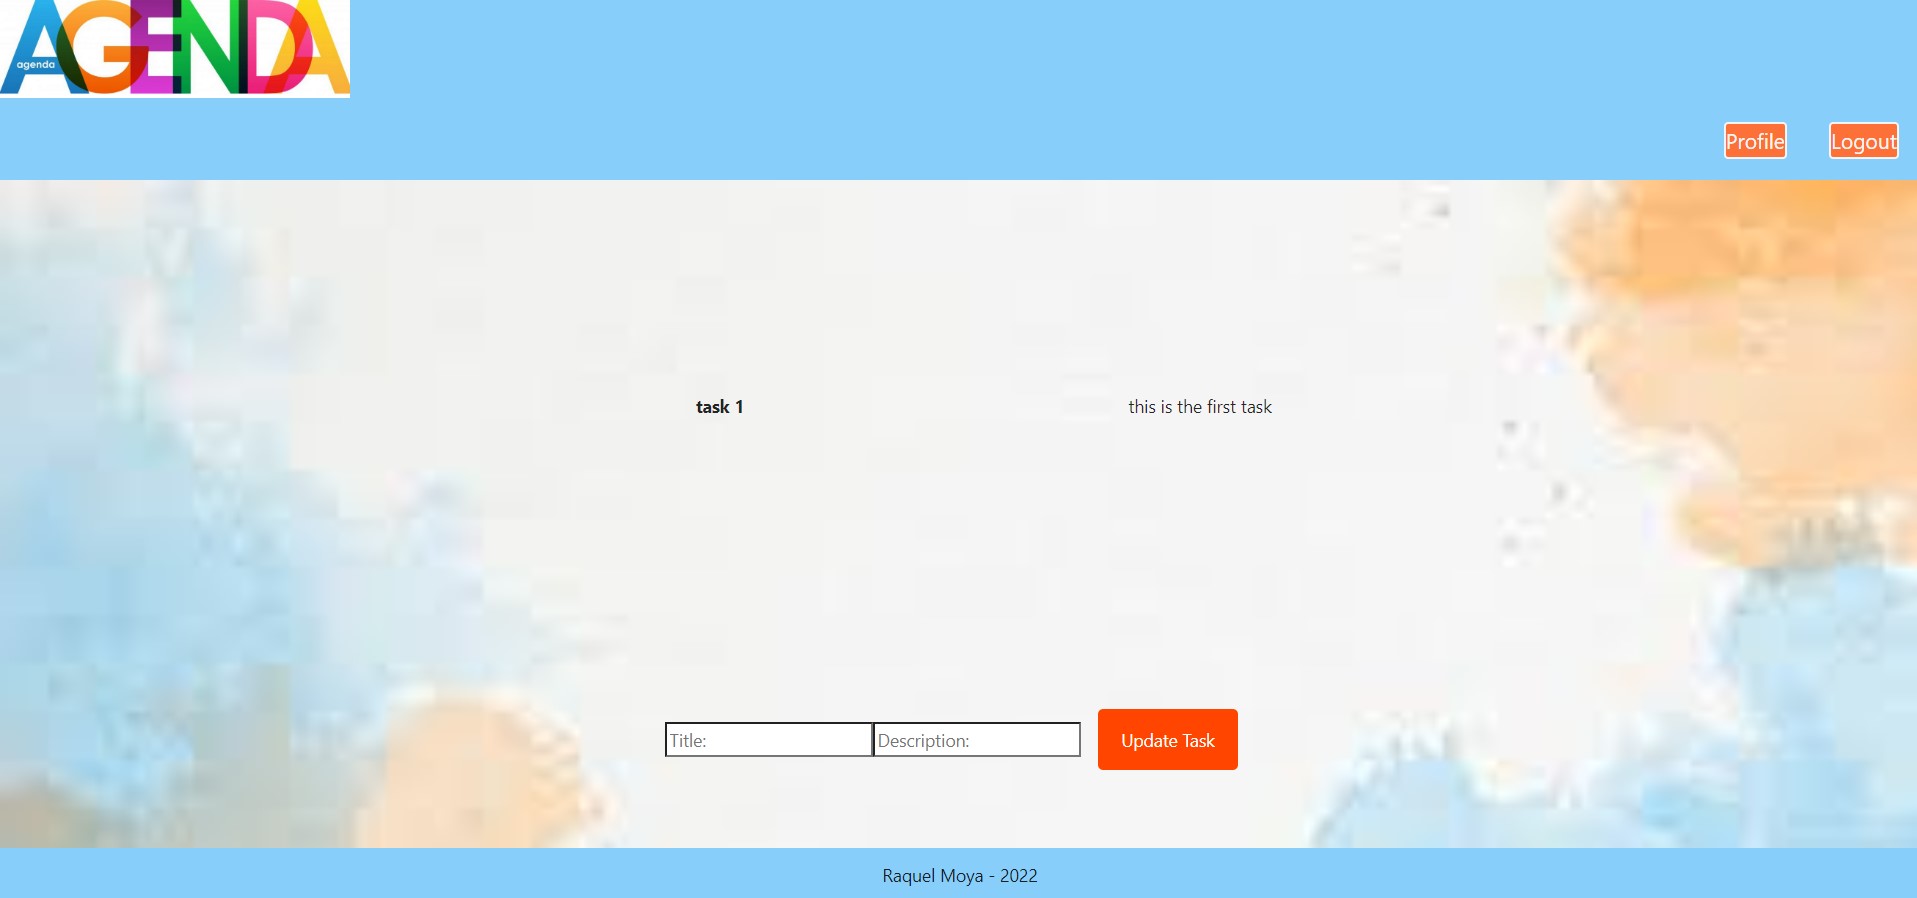 AGENDA
agenda
Profile Logout
task 1 this is the first task
Title: Description: Update Task
Raquel Moya - 2022